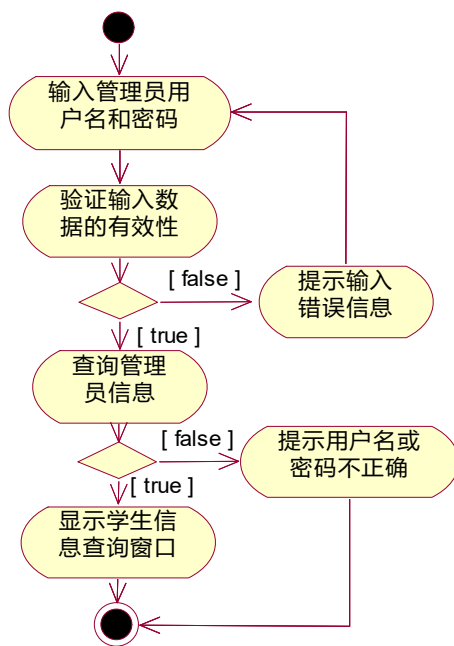 输入管理员用
户名和密码
验证输入数
据的有效性
[ false ]
提示输入
错误信息
[ true ]
查询管理
员信息
[ false ]
提示用户名或
密码不正确
[ true ]
显示学生信
息查询窗口